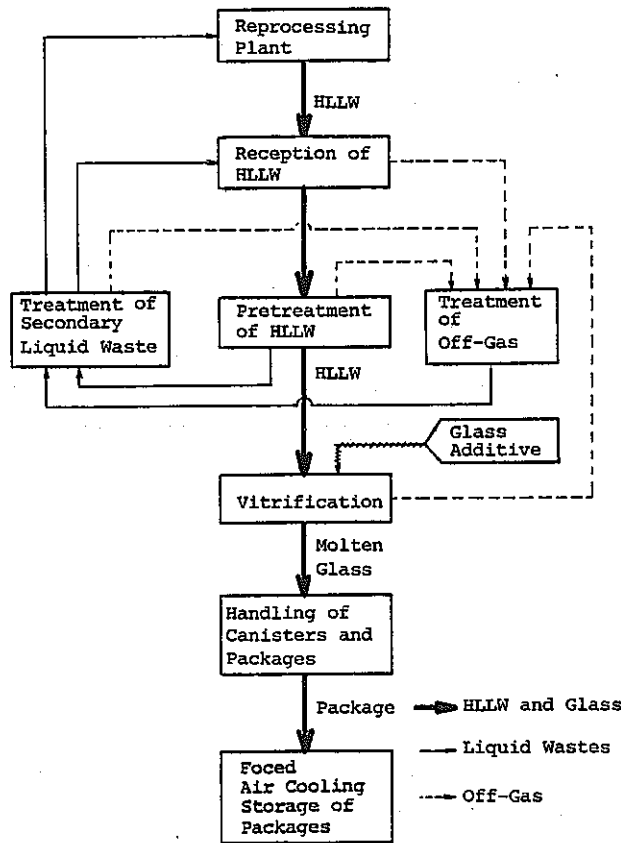 Reprocessing
Plant
HLLW
Reception of
HLLW
Treatment of
Secondary
Liquid Waste
Pretreatment
of HLLW
Treatment
of
Off-Gas
HLLW
Glass
Additive
Vitrification
Molten
Glass
Handling of
Canisters and
Packages
Package
HLLW and Glass
Liquid Wastes
Off-Gas
Foced
Air Cooling
Storage of
Packages